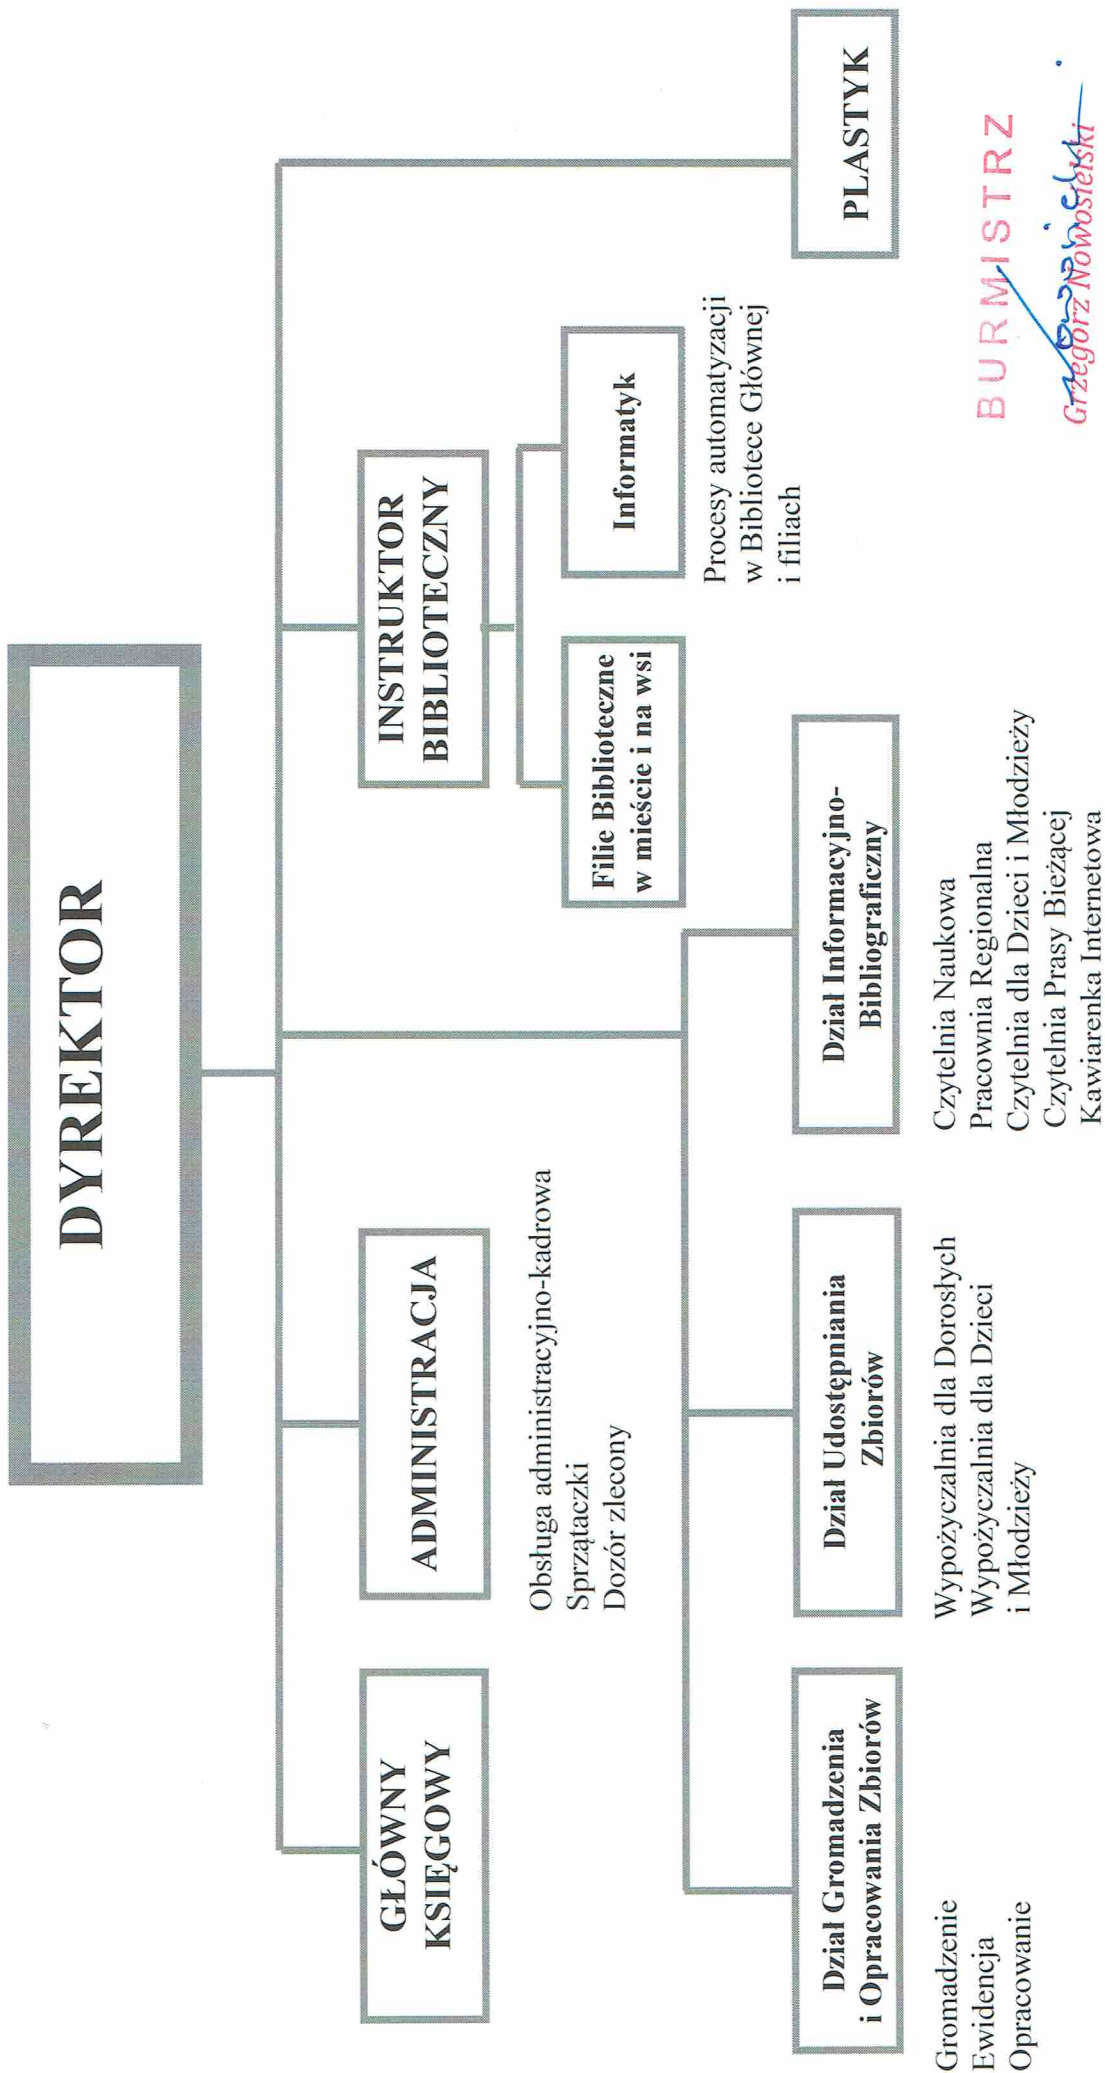 DYREKTOR
GŁÓWNY
KSIĘGOWY
ADMINISTRACJA
Obsługa administracyjno-kadrowa
Sprzątaczki
Dozór zlecony
INSTRUKTOR
BIBLIOTECZNY
Filie Biblioteczne
w mieście i na wsi
Informatyk
Procesy automatyzacji
w Bibliotece Głównej
i filiach
PLASTYK
Dział Gromadzenia
i Opracowania Zbiorów
Gromadzenie
Ewidencja
Opracowanie
Dział Udostępniania
Zbiorów
Wypożyczalnia dla Dorosłych
Wypożyczalnia dla Dzieci
i Młodzieży
Dział Informacyjno-
Bibliograficzny
Czytelnia Naukowa
Pracownia Regionalna
Czytelnia dla Dzieci i Młodzieży
Czytelnia Prasy Bieżącej
Kawiarenka Internetowa
BURMISTRZ
Grzegorz Nowosielski